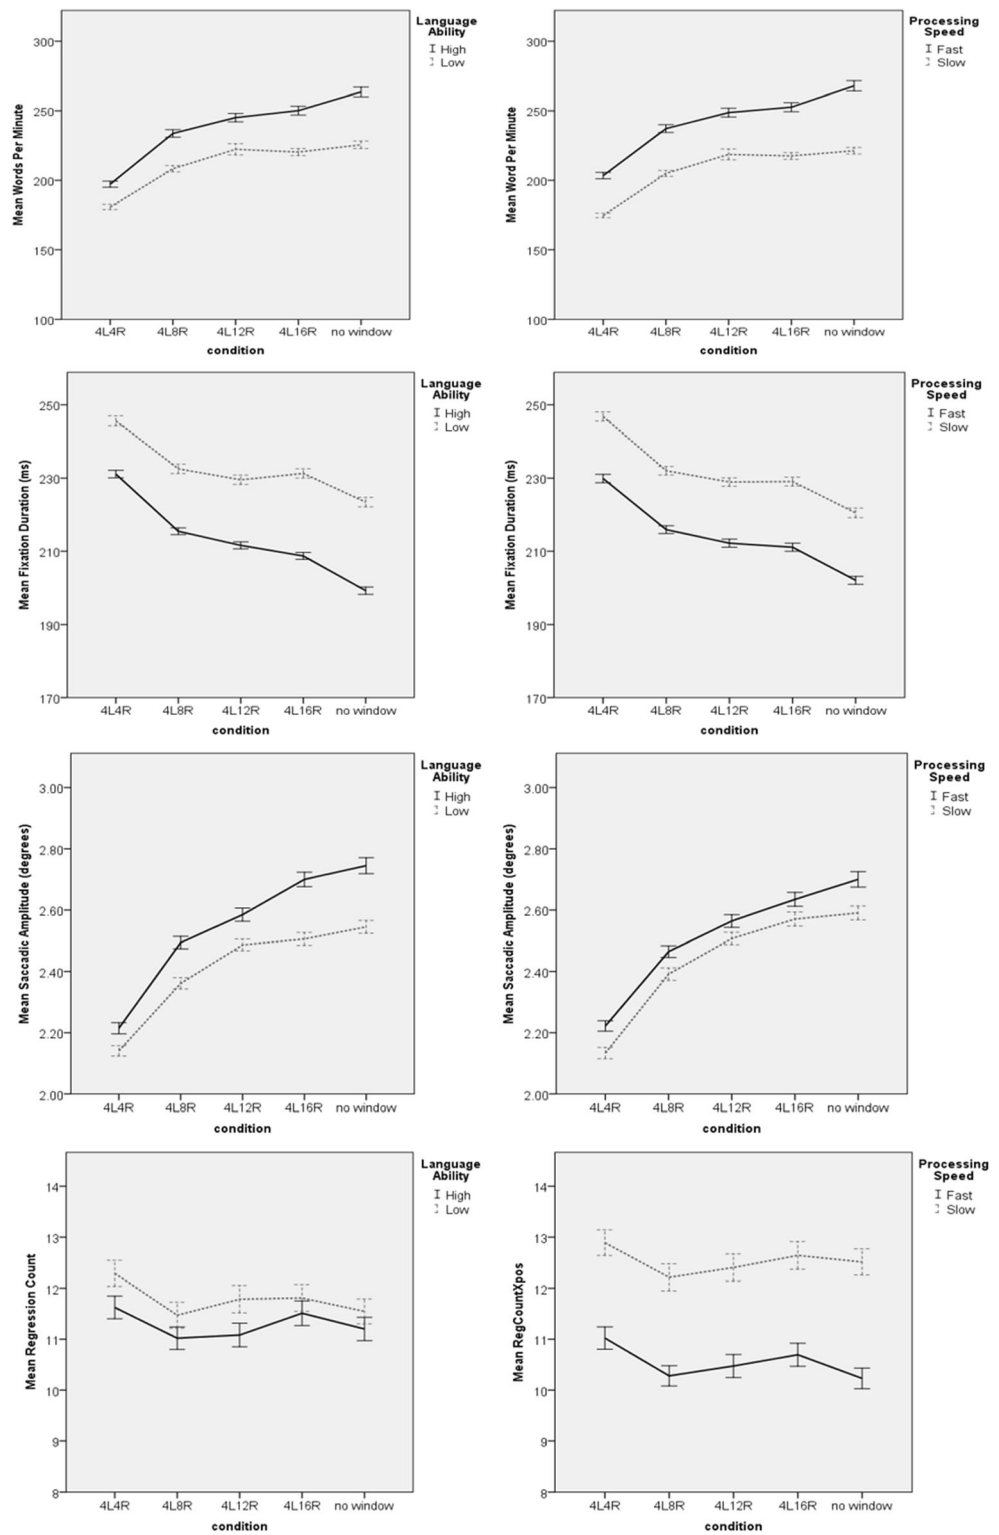 Language
Ability
High
Low
300
250
200
150
100
Mean Words Per Minute
4L4R 4L8R 4L12R 4L16R no window
condition
Processing
Speed
Fast
Slow
300
250
200
150
100
Mean Word Per Minute
4L4R 4L8R 4L12R 4L16R no window
condition
Language
Ability
High
Low
250
230
210
190
170
Mean Fixation Duration (ms)
4L4R 4L8R 4L12R 4L16R no window
condition
Processing
Speed
Fast
Slow
250
230
210
190
170
Mean Fixation Duration (ms)
4L4R 4L8R 4L12R 4L16R no window
condition
Language
Ability
High
Low
3.00
2.80
2.60
2.40
2.20
2.00
Mean Saccadic Amplitude (degrees)
4L4R 4L8R 4L12R 4L16R no window
condition
Processing
Speed
Fast
Slow
3.00
2.80
2.60
2.40
2.20
2.00
Mean Saccadic Amplitude (degrees)
4L4R 4L8R 4L12R 4L16R no window
condition
Language
Ability
High
Low
14
13
12
11
10
9
8
Mean Regression Count
4L4R 4L8R 4L12R 4L16R no window
condition
Processing
Speed
Fast
Slow
14
13
12
11
10
9
8
Mean RegCountXpos
4L4R 4L8R 4L12R 4L16R no window
condition